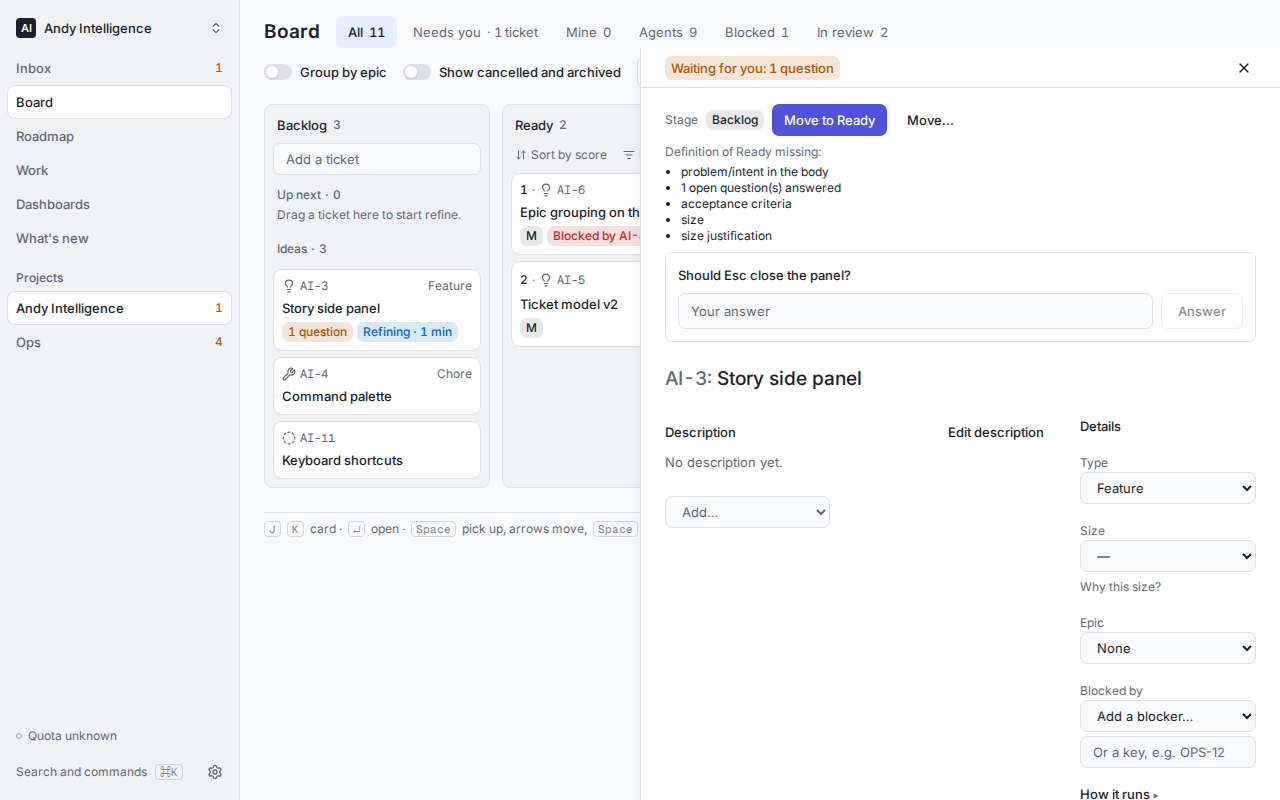 AI Andy Intelligence
Inbox 1
Board
Roadmap
Work
Dashboards
What's new
Projects
Andy Intelligence 1
Ops 4
Quota unknown
Search and commands ⌘K
Board All 11 Needs you · 1 ticket Mine 0 Agents 9 Blocked 1 In review 2
Group by epic Show cancelled and archived
Backlog 3
Add a ticket
Up next · 0
Drag a ticket here to start refine.
Ideas · 3
AI-3 Feature
Story side panel
1 question Refining · 1 min
AI-4 Chore
Command palette
AI-11
Keyboard shortcuts
Ready 2
Sort by score
1 · AI-6
Epic grouping on th
M Blocked by AI-
2 · AI-5
Ticket model v2
M
J K card · ↵ open · Space pick up, arrows move, Space
Waiting for you: 1 question
Stage Backlog Move to Ready Move...
Definition of Ready missing:
• problem/intent in the body
• 1 open question(s) answered
• acceptance criteria
• size
• size justification
Should Esc close the panel?
Your answer Answer
AI-3: Story side panel
Description Edit description
No description yet.
Add...
Details
Type
Feature
Size
—
Why this size?
Epic
None
Blocked by
Add a blocker...
Or a key, e.g. OPS-12
How it runs ▸